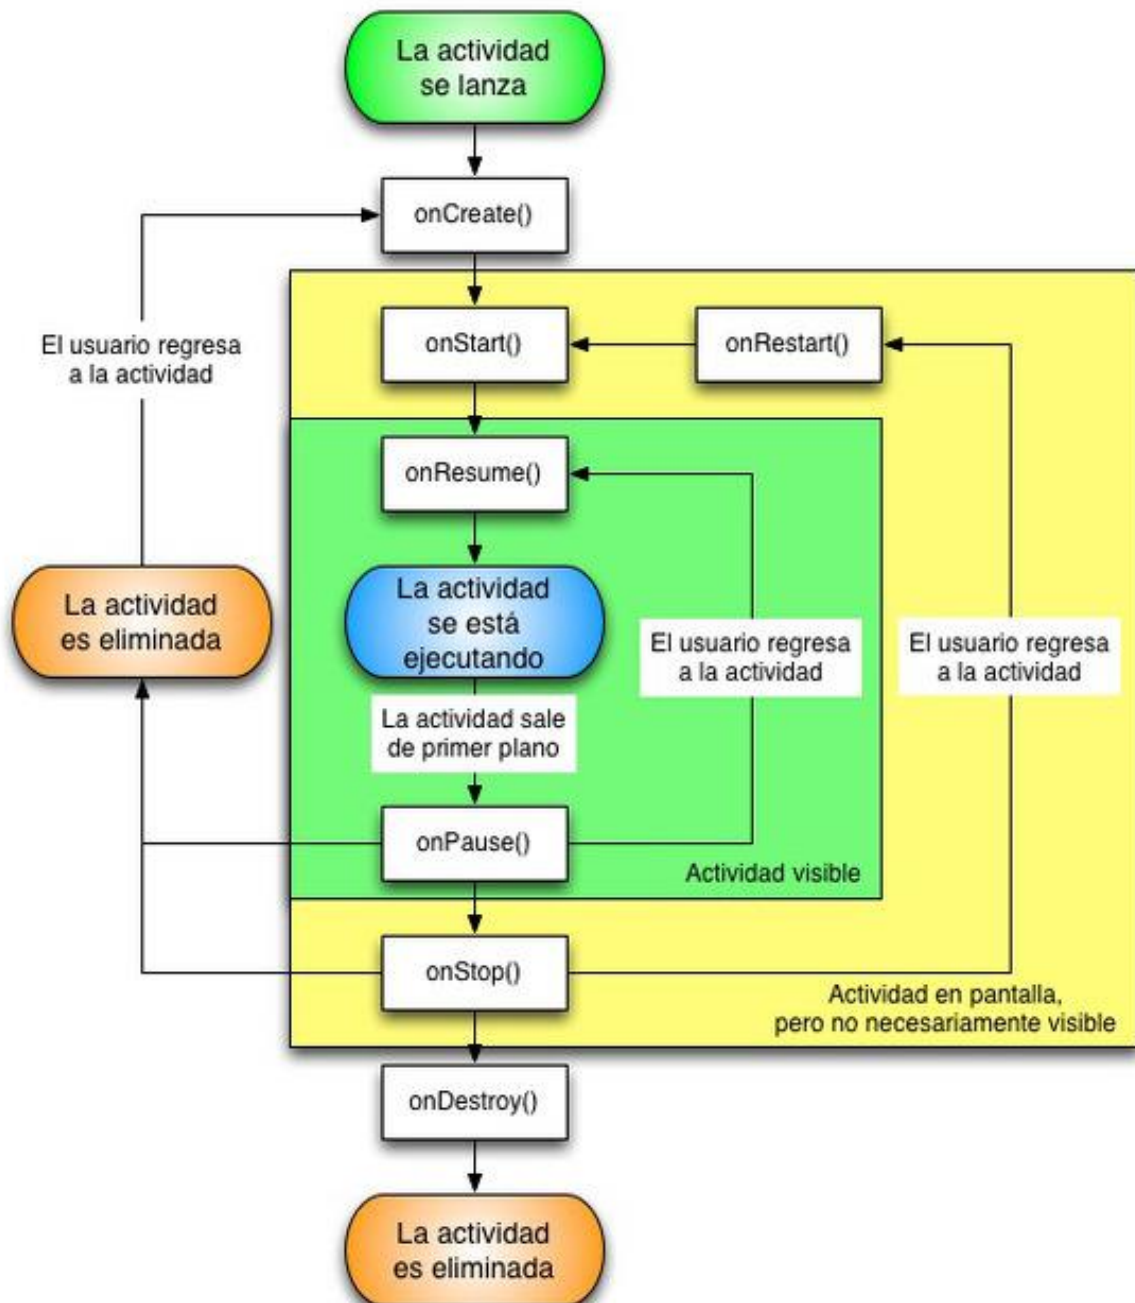 La actividad
se lanza
onCreate()
El usuario regresa
a la actividad
onStart()
onRestart()
onResume()
La actividad
es eliminada
La actividad
se está
ejecutando
El usuario regresa
a la actividad
El usuario regresa
a la actividad
La actividad sale
de primer plano
onPause()
Actividad visible
onStop()
Actividad en pantalla,
pero no necesariamente visible
onDestroy()
La actividad
es eliminada